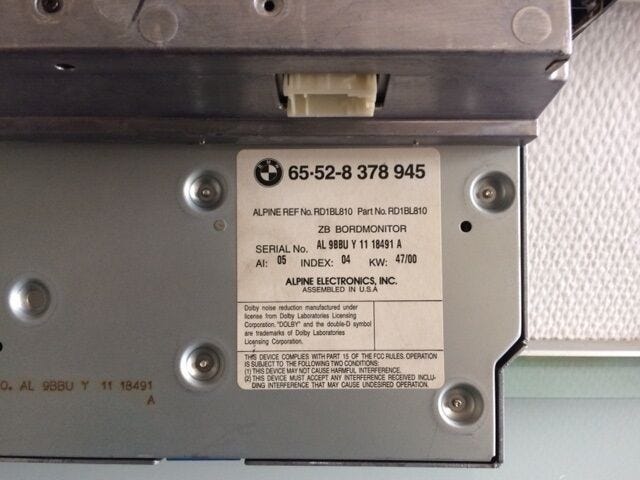 65·52-8 378 945
ALPINE REF No. RD1BL810 Part No. RD1BL810
ZB BORDMONITOR
SERIAL No. AL 9BBU Y 11 18491 A
AI: 05 INDEX: 04 KW: 47/00
ALPINE ELECTRONICS, INC.
ASSEMBLED IN U.S.A
Dolby noise reduction manufactured under
license from Dolby Laboratories Licensing
Corporation. "DOLBY" and the double-D symbol
are trademarks of Dolby Laboratories
Licensing Corporation.
THIS DEVICE COMPLIES WITH PART 15 OF THE FCC RULES. OPERATION
IS SUBJECT TO THE FOLLOWING TWO CONDITIONS:
(1) THIS DEVICE MAY NOT CAUSE HARMFUL INTERFERENCE.
(2) THIS DEVICE MUST ACCEPT ANY INTERFERENCE RECEIVED INCLU-
DING INTERFERENCE THAT MAY CAUSE UNDESIRED OPERATION.
O. AL 9BBU Y 11 18491
A